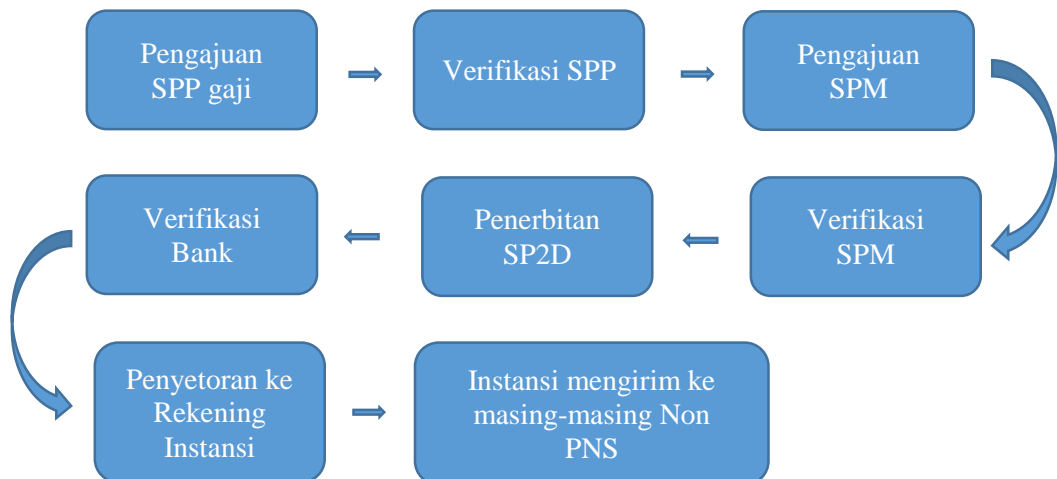 Pengajuan
SPP gaji
Verifikasi SPP
Pengajuan
SPM
Verifikasi
SPM
Penerbitan
SP2D
Verifikasi
Bank
Penyetoran ke
Rekening
Instansi
Instansi mengirim ke
masing-masing Non
PNS